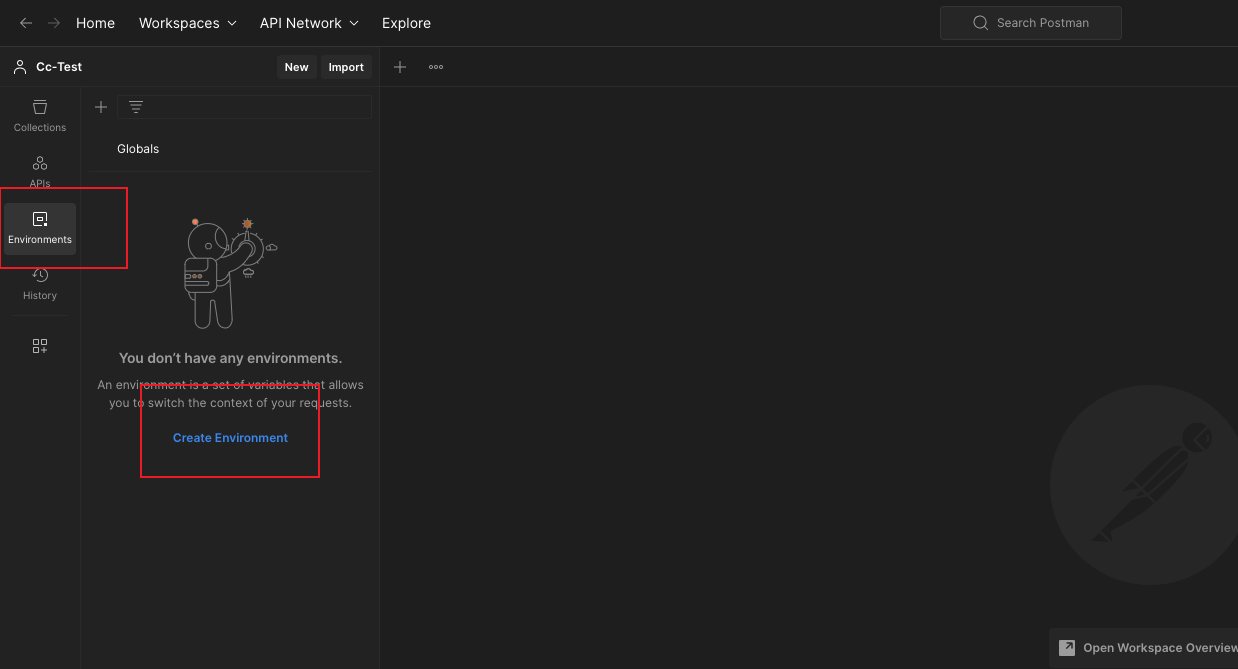 Home Workspaces API Network Explore Search Postman
Cc-Test New Import
Collections
Globals
APIs
Environments
History
You don't have any environments.
An environment is a set of variables that allows
you to switch the context of your requests.
Create Environment
Open Workspace Overview